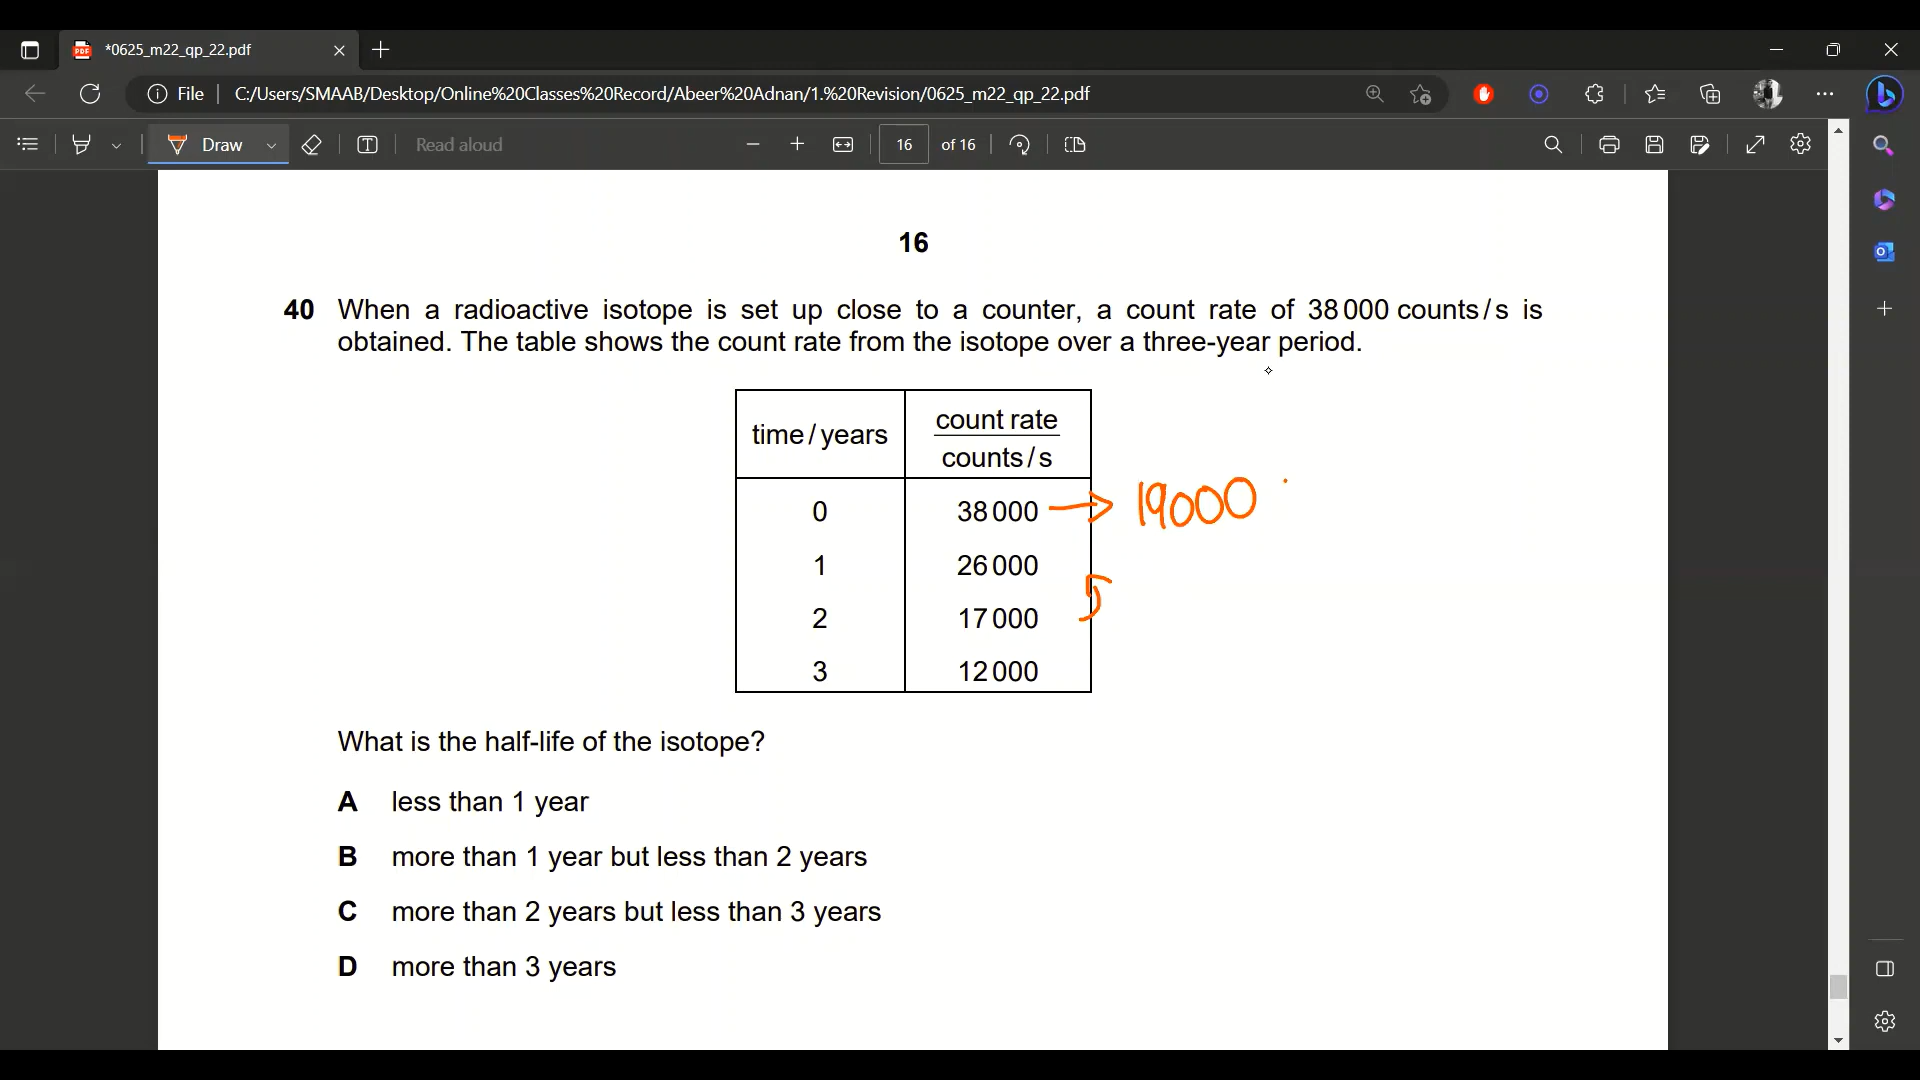 *0625_m22_qp_22.pdf
File
C:/Users/SMAAB/Desktop/Online%20Classes%20Record/Abeer%20Adnan/1.%20Revision/0625_m22_qp_22.pdf
Draw
Read aloud
16 of 16
16
40 When a radioactive isotope is set up close to a counter, a count rate of 38 000 counts / s is
obtained. The table shows the count rate from the isotope over a three-year period.
time / years
count rate
counts / s
0 38 000 → 19000
1 26 000
2 17 000
3 12 000
What is the half-life of the isotope?
A less than 1 year
B more than 1 year but less than 2 years
C more than 2 years but less than 3 years
D more than 3 years